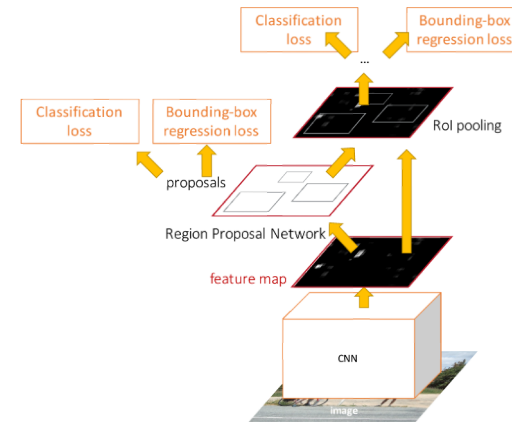 Classification
loss
Bounding-box
regression loss
...
Classification
loss
Bounding-box
regression loss
RoI pooling
proposals
Region Proposal Network
feature map
CNN
image